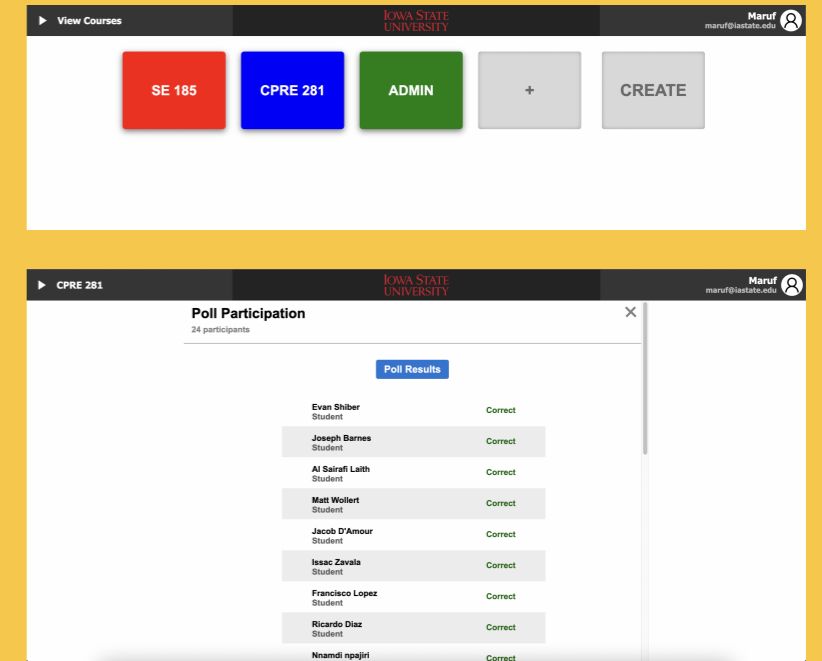 View Courses
IOWA STATE
UNIVERSITY
Maruf
maruf@iastate.edu
SE 185
CPRE 281
ADMIN
+
CREATE
CPRE 281
IOWA STATE
UNIVERSITY
Maruf
maruf@iastate.edu
Poll Participation
24 participants
Poll Results
Evan Shiber
Student
Correct
Joseph Barnes
Student
Correct
Al Sairafi Laith
Student
Correct
Matt Wollert
Student
Correct
Jacob D'Amour
Student
Correct
Issac Zavala
Student
Correct
Francisco Lopez
Student
Correct
Ricardo Diaz
Student
Correct
Nnamdi npajiri
Correct